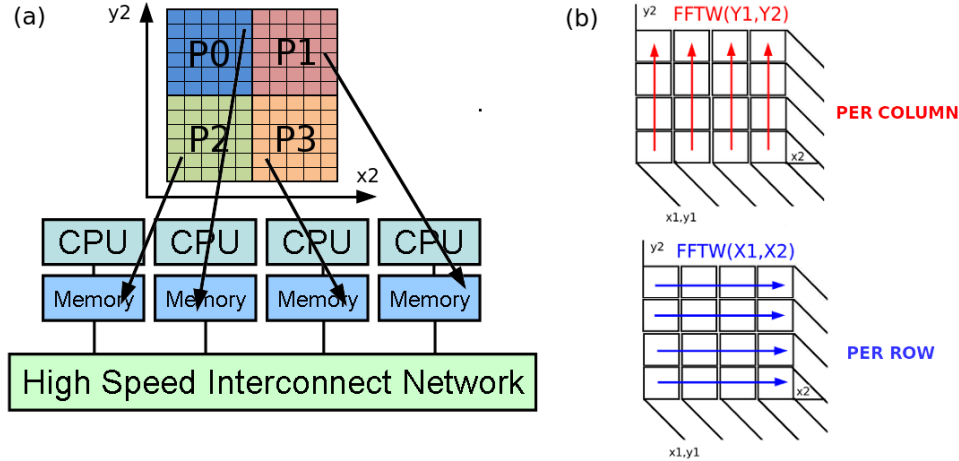 (a)
y2
P0 P1
P2 P3
x2
CPU CPU CPU CPU
Memory Memory Memory Memory
High Speed Interconnect Network
(b)
y2 FFTW(Y1,Y2)
PER COLUMN
x2
x1,y1
y2 FFTW(X1,X2)
PER ROW
x2
x1,y1